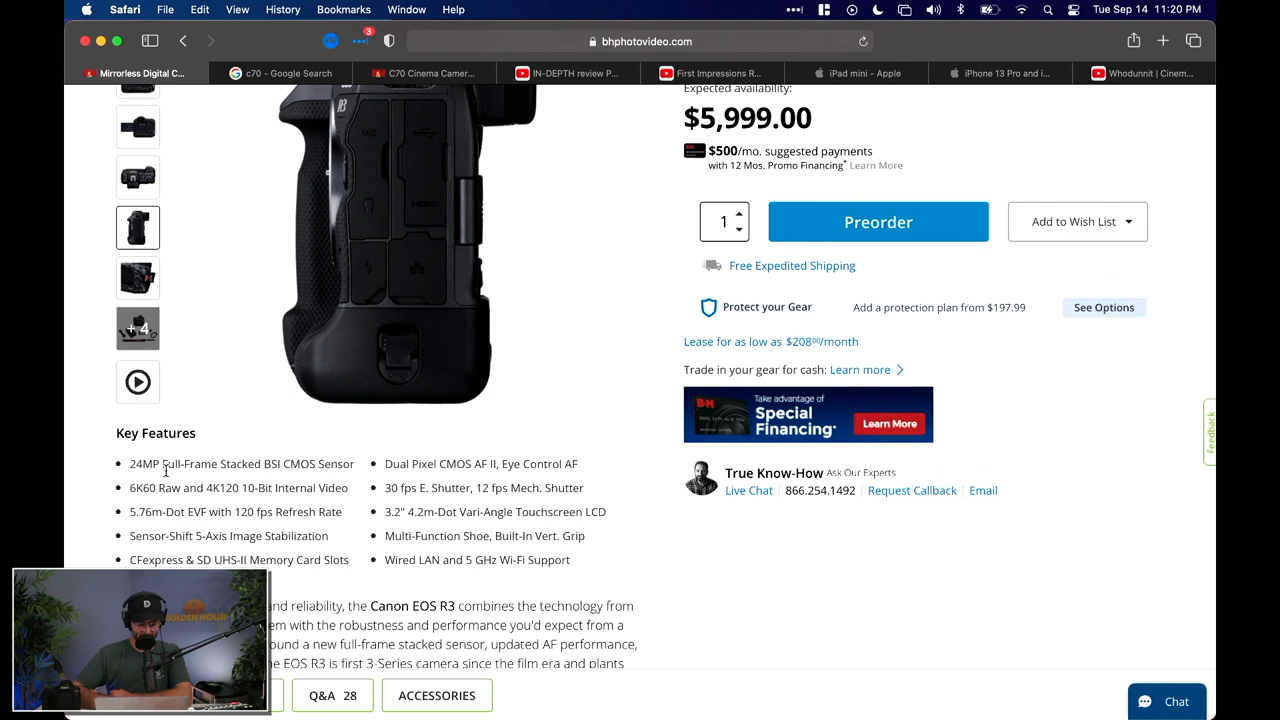 Safari File Edit View History Bookmarks Window Help
Tue Sep 14 11:20 PM
3
bhphotovideo.com
Mirrorless Digital C...
c70 - Google Search
C70 Cinema Camer...
IN-DEPTH review P...
First Impressions R...
iPad mini - Apple
iPhone 13 Pro and i...
Whodunnit | Cinem...
Expected availability:
$5,999.00
$500/mo. suggested payments
with 12 Mos. Promo Financing* Learn More
1
Preorder
Add to Wish List
Free Expedited Shipping
Protect your Gear
Add a protection plan from $197.99
See Options
Lease for as low as $208⁰⁰/month
Trade in your gear for cash: Learn more
B&H
Take advantage of
Special
Financing*
Learn More
True Know-How Ask Our Experts
Live Chat | 866.254.1492 | Request Callback | Email
Feedback
R
MIC
HDMI
+ 4
Key Features
24MP Full-Frame Stacked BSI CMOS Sensor
6K60 Raw and 4K120 10-Bit Internal Video
5.76m-Dot EVF with 120 fps Refresh Rate
Sensor-Shift 5-Axis Image Stabilization
CFexpress & SD UHS-II Memory Card Slots
Dual Pixel CMOS AF II, Eye Control AF
30 fps E. Shutter, 12 fps Mech. Shutter
3.2" 4.2m-Dot Vari-Angle Touchscreen LCD
Multi-Function Shoe, Built-In Vert. Grip
Wired LAN and 5 GHz Wi-Fi Support
and reliability, the Canon EOS R3 combines the technology from
em with the robustness and performance you'd expect from a
ound a new full-frame stacked sensor, updated AF performance,
e EOS R3 is first 3-Series camera since the film era and plants
GOLDEN HOUR
D
Q&A 28
ACCESSORIES
Chat